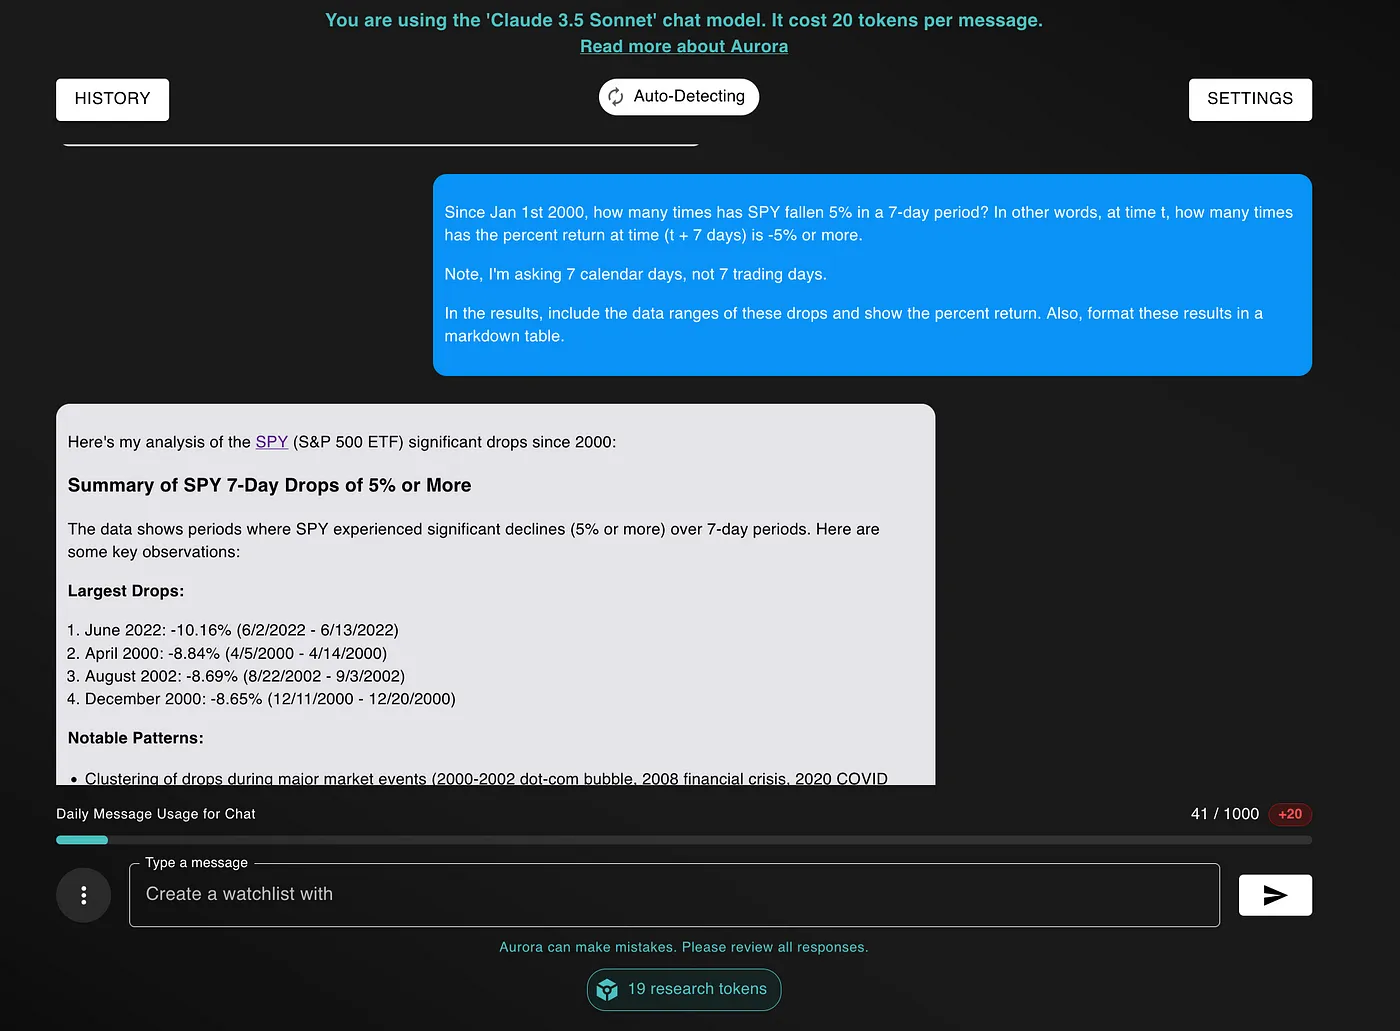 You are using the 'Claude 3.5 Sonnet' chat model. It cost 20 tokens per message.
Read more about Aurora
HISTORY
Auto-Detecting
SETTINGS
Since Jan 1st 2000, how many times has SPY fallen 5% in a 7-day period? In other words, at time t, how many times
has the percent return at time (t + 7 days) is -5% or more.
Note, I'm asking 7 calendar days, not 7 trading days.
In the results, include the data ranges of these drops and show the percent return. Also, format these results in a
markdown table.
Here's my analysis of the SPY (S&P 500 ETF) significant drops since 2000:
Summary of SPY 7-Day Drops of 5% or More
The data shows periods where SPY experienced significant declines (5% or more) over 7-day periods. Here are
some key observations:
Largest Drops:
1. June 2022: -10.16% (6/2/2022 - 6/13/2022)
2. April 2000: -8.84% (4/5/2000 - 4/14/2000)
3. August 2002: -8.69% (8/22/2002 - 9/3/2002)
4. December 2000: -8.65% (12/11/2000 - 12/20/2000)
Notable Patterns:
• Clustering of drops during major market events (2000-2002 dot-com bubble, 2008 financial crisis, 2020 COVID
Daily Message Usage for Chat
41 / 1000
+20
Type a message
Create a watchlist with
Aurora can make mistakes. Please review all responses.
19 research tokens